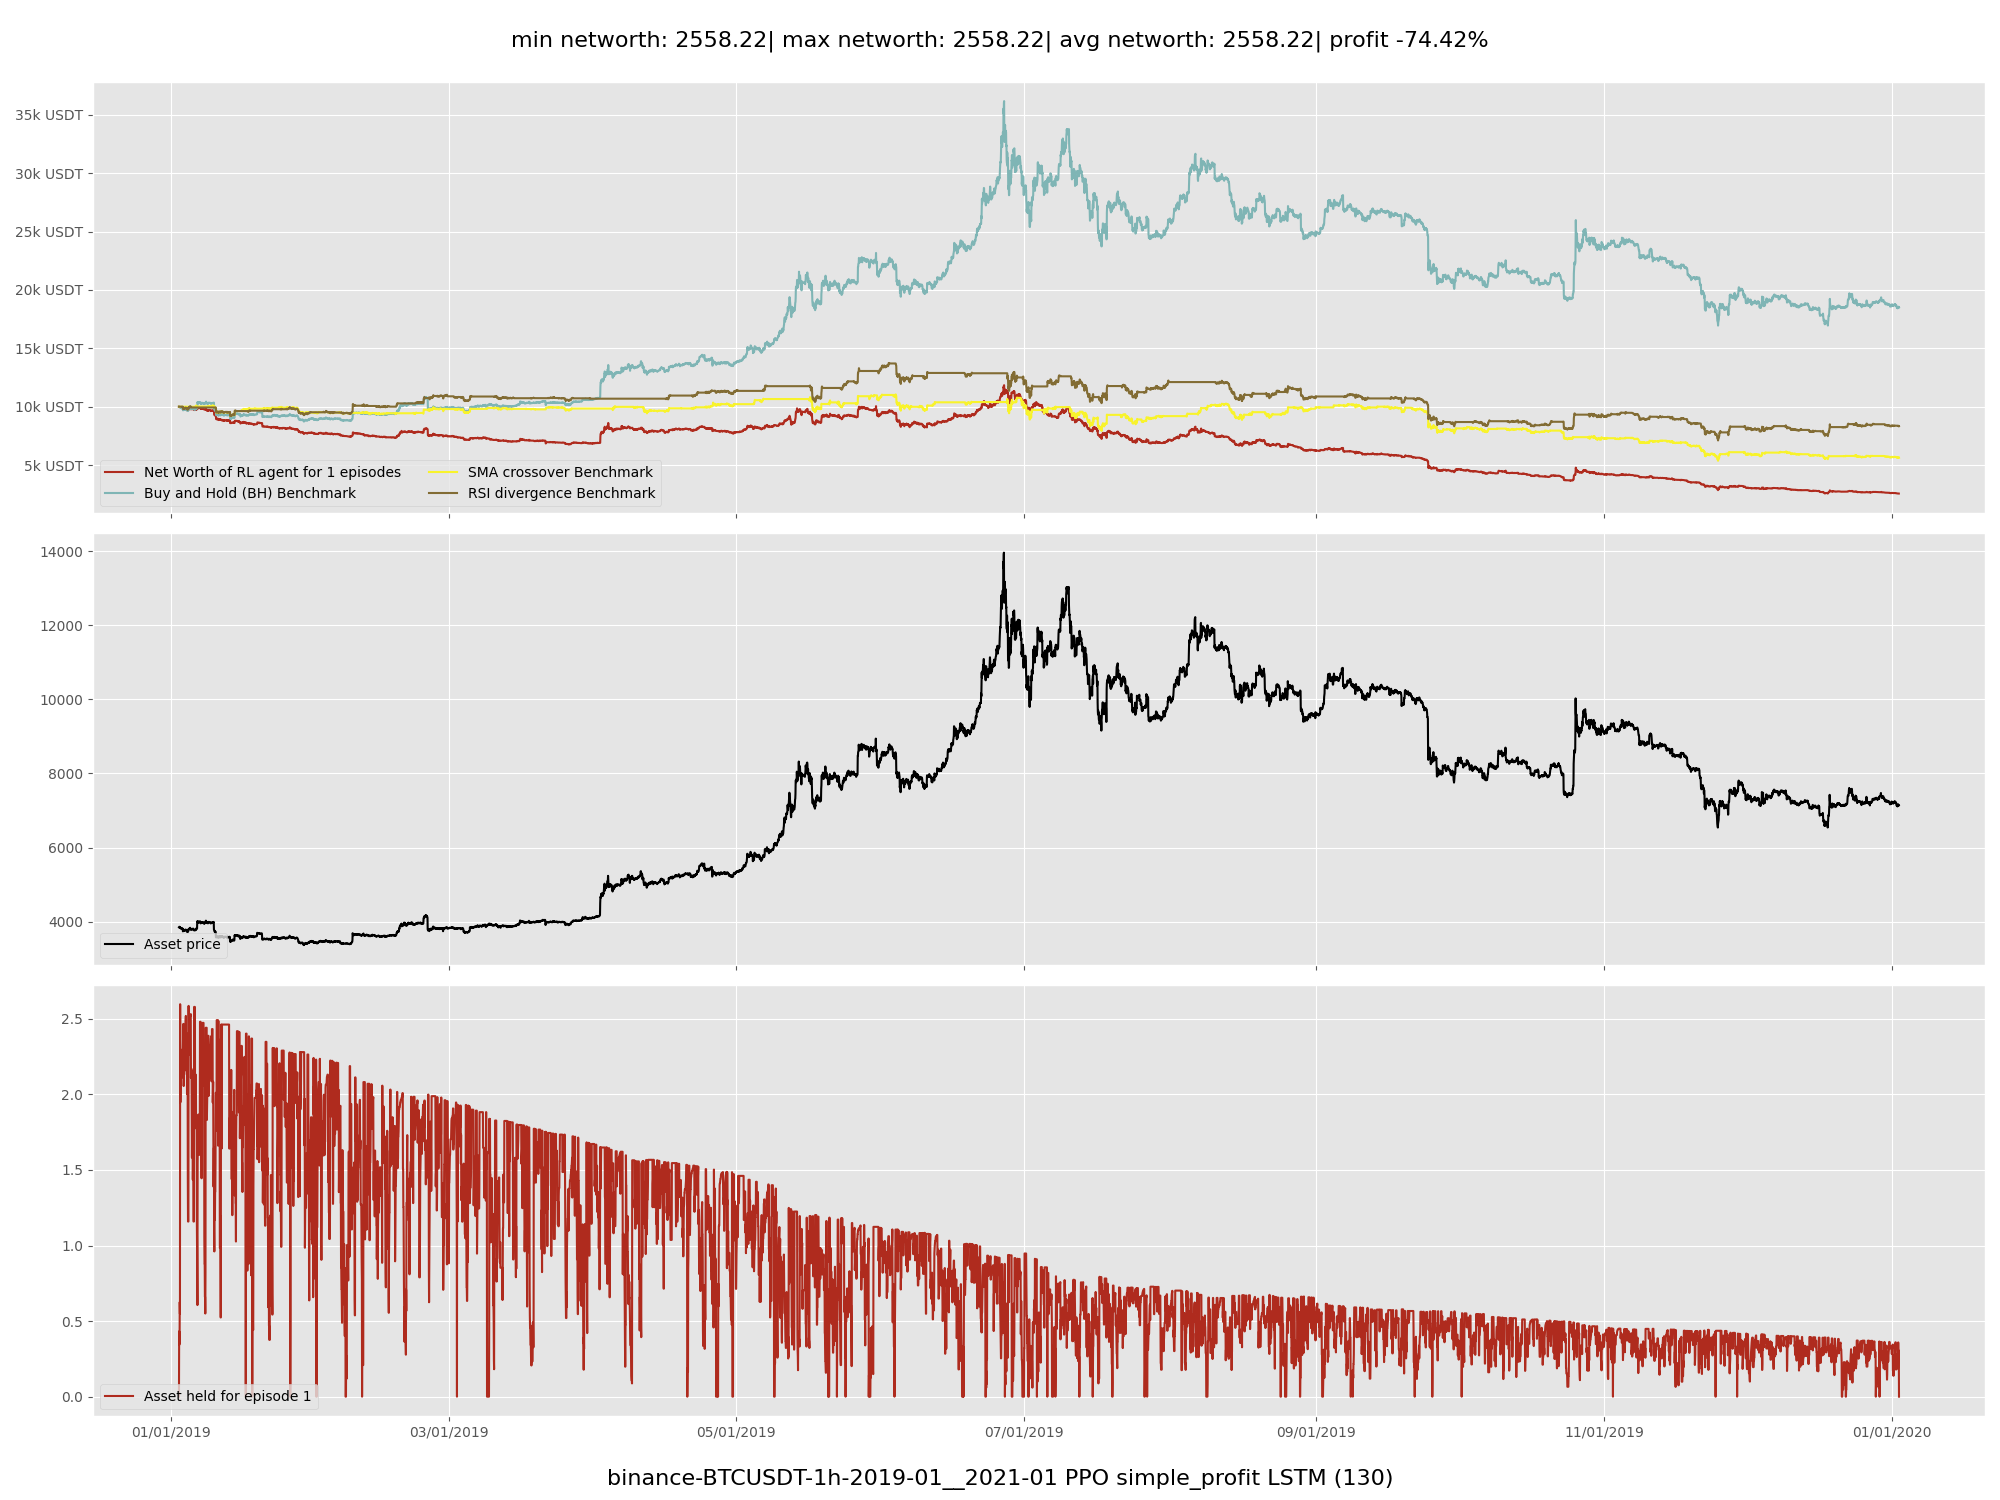 min networth: 2558.22| max networth: 2558.22| avg networth: 2558.22| profit -74.42%
35k USDT
30k USDT
25k USDT
20k USDT
15k USDT
10k USDT
5k USDT
Net Worth of RL agent for 1 episodes
Buy and Hold (BH) Benchmark
SMA crossover Benchmark
RSI divergence Benchmark
14000
12000
10000
8000
6000
4000
Asset price
2.5
2.0
1.5
1.0
0.5
0.0
Asset held for episode 1
01/01/2019 03/01/2019 05/01/2019 07/01/2019 09/01/2019 11/01/2019 01/01/2020
binance-BTCUSDT-1h-2019-01__2021-01 PPO simple_profit LSTM (130)